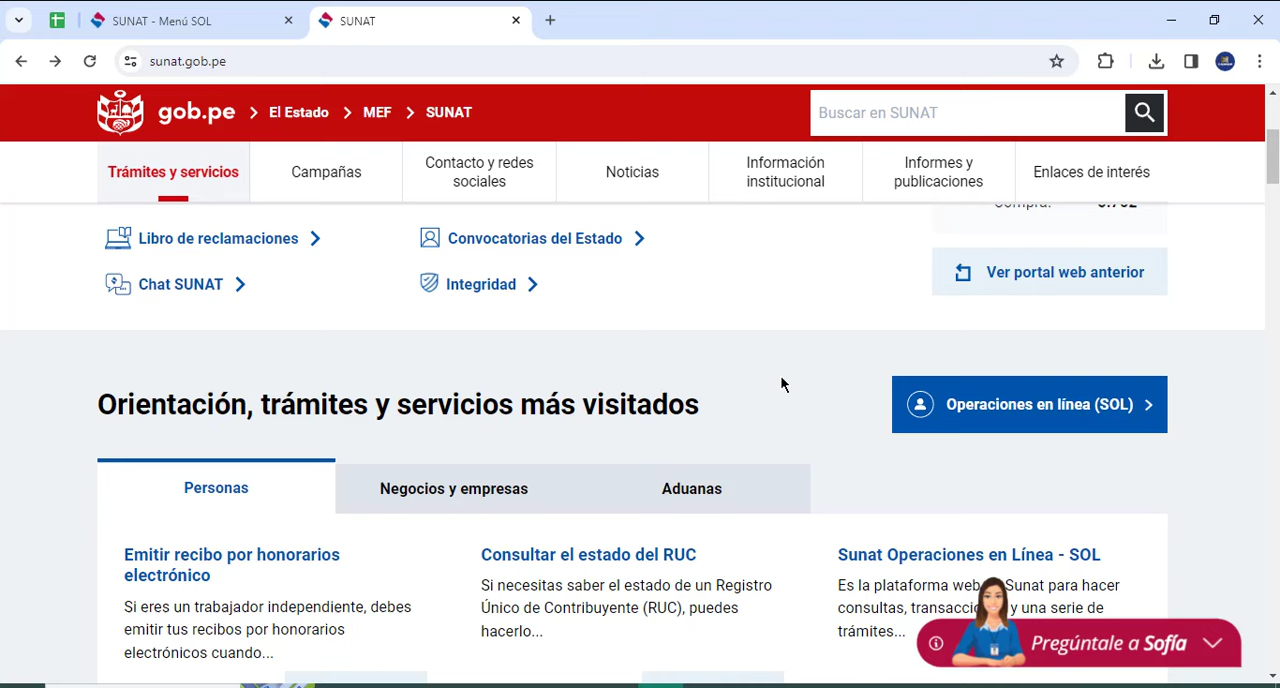 SUNAT - Menú SOL
SUNAT
sunat.gob.pe
gob.pe
El Estado
MEF
SUNAT
Buscar en SUNAT
Trámites y servicios
Campañas
Contacto y redes
sociales
Noticias
Información
institucional
Informes y
publicaciones
Enlaces de interés
Libro de reclamaciones
Convocatorias del Estado
Chat SUNAT
Integridad
Ver portal web anterior
Orientación, trámites y servicios más visitados
Operaciones en línea (SOL)
Personas
Negocios y empresas
Aduanas
Emitir recibo por honorarios
electrónico
Si eres un trabajador independiente, debes
emitir tus recibos por honorarios
electrónicos cuando...
Consultar el estado del RUC
Si necesitas saber el estado de un Registro
Único de Contribuyente (RUC), puedes
hacerlo...
Sunat Operaciones en Línea - SOL
Es la plataforma web Sunat para hacer
consultas, y una serie de
trámites...
Pregúntale a Sofía